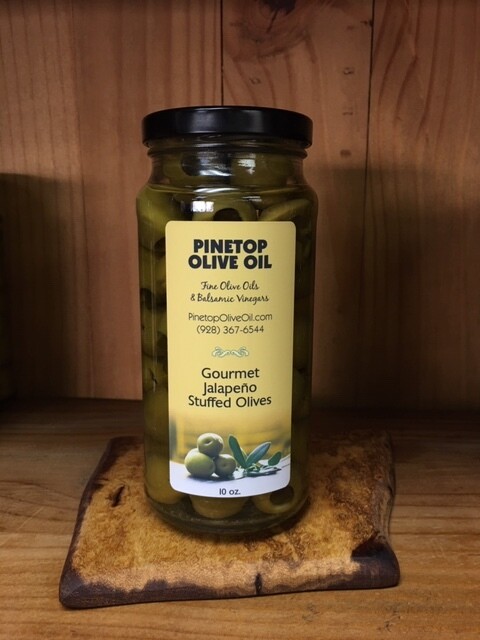 PINETOP
OLIVE OIL
Fine Olive Oils
& Balsamic Vinegars
PinetopOliveOil.com
(928) 367-6544
Gourmet
Jalapeño
Stuffed Olives
10 oz.